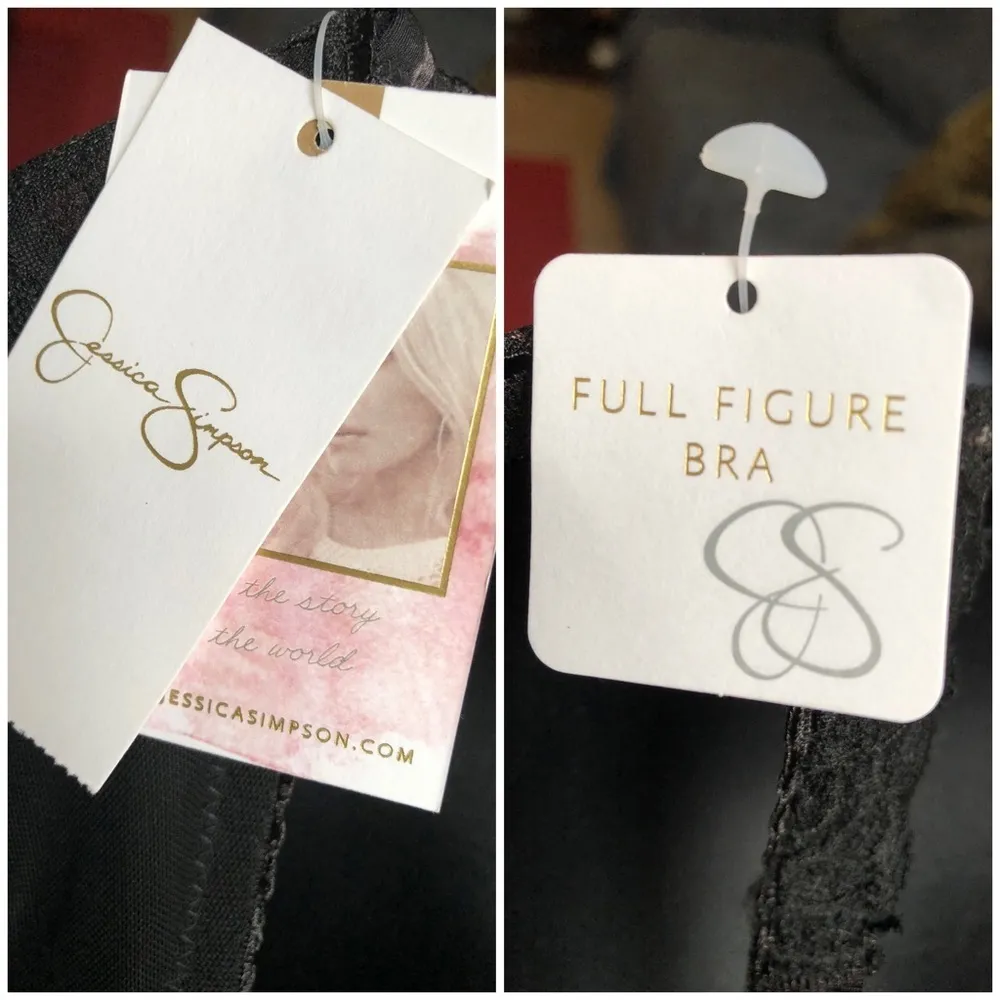 Jessica Simpson
the story
the world
JESSICASIMPSON.COM
FULL FIGURE
BRA
JS